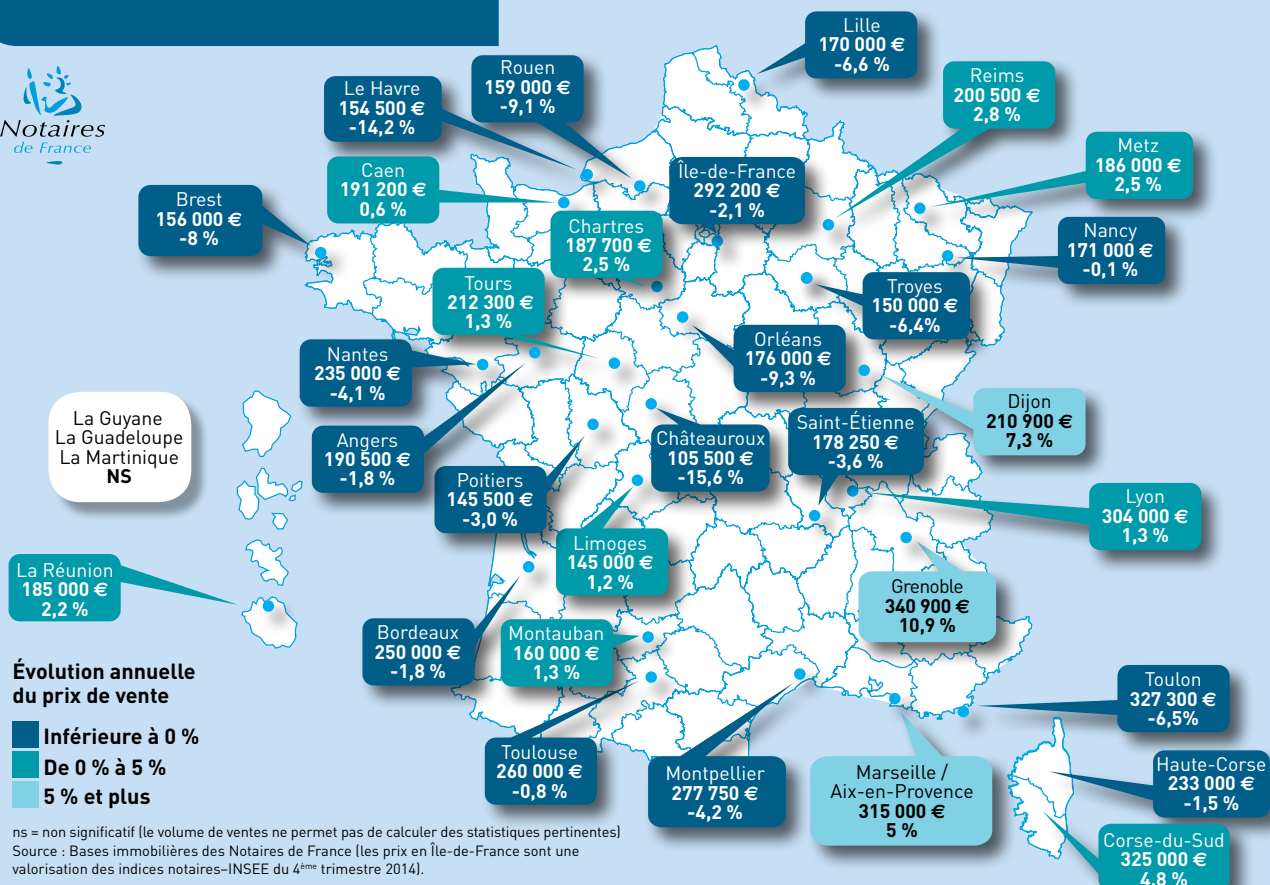 Notaires
de France
Lille
170 000 €
-6,6 %
Rouen
159 000 €
-9,1 %
Le Havre
154 500 €
-14,2 %
Reims
200 500 €
2,8 %
Metz
186 000 €
2,5 %
Île-de-France
292 200 €
-2,1 %
Caen
191 200 €
0,6 %
Brest
156 000 €
-8 %
Chartres
187 700 €
2,5 %
Nancy
171 000 €
-0,1 %
Tours
212 300 €
1,3 %
Troyes
150 000 €
-6,4%
Orléans
176 000 €
-9,3 %
Nantes
235 000 €
-4,1 %
Dijon
210 900 €
7,3 %
La Guyane
La Guadeloupe
La Martinique
NS
Angers
190 500 €
-1,8 %
Châteauroux
105 500 €
-15,6 %
Saint-Étienne
178 250 €
-3,6 %
Poitiers
145 500 €
-3,0 %
Lyon
304 000 €
1,3 %
Limoges
145 000 €
1,2 %
La Réunion
185 000 €
2,2 %
Grenoble
340 900 €
10,9 %
Bordeaux
250 000 €
-1,8 %
Montauban
160 000 €
1,3 %
Toulon
327 300 €
-6,5%
Toulouse
260 000 €
-0,8 %
Montpellier
277 750 €
-4,2 %
Marseille /
Aix-en-Provence
315 000 €
5 %
Haute-Corse
233 000 €
-1,5 %
Corse-du-Sud
325 000 €
4,8 %
Évolution annuelle
du prix de vente
Inférieure à 0 %
De 0 % à 5 %
5 % et plus
ns = non significatif (le volume de ventes ne permet pas de calculer des statistiques pertinentes)
Source : Bases immobilières des Notaires de France (les prix en Île-de-France sont une
valorisation des indices notaires–INSEE du 4ème trimestre 2014).